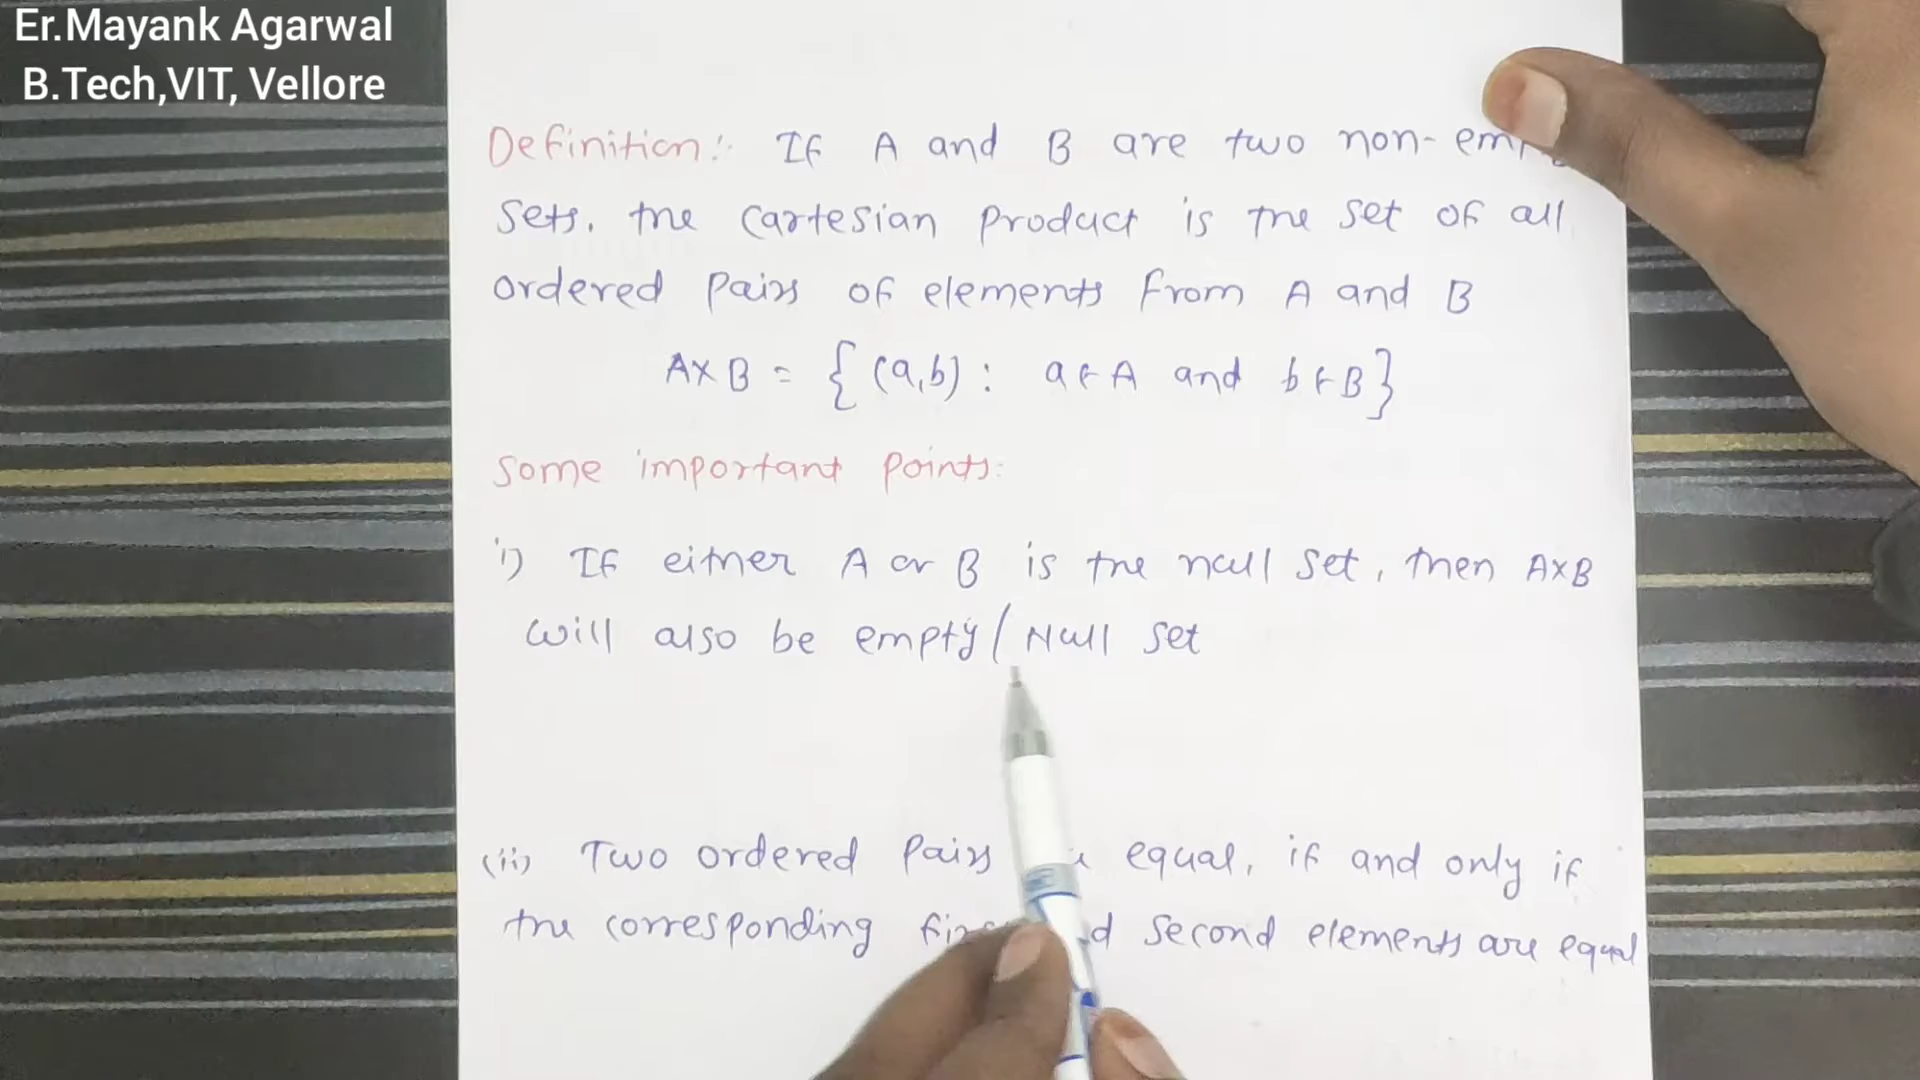 Er.Mayank Agarwal
B.Tech,VIT, Vellore
Definition:- If A and B are two non-
sets, the Cartesian Product is the set of all
ordered Pairs of elements from A and B
A×B = {(a,b): a∈A and b∈B}
Some important Points:
i) If either A or B is the null set, then A×B
will also be empty/Null set
(ii) Two ordered Pairs equal, if and only if
the corresponding second elements are equal